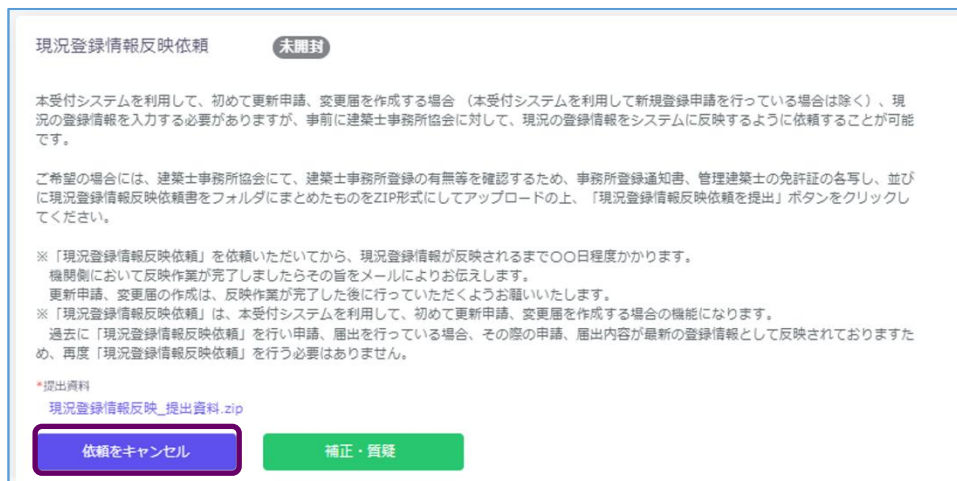 現況登録情報反映依頼 未開封
本受付システムを利用して、初めて更新申請、変更届を作成する場合 （本受付システムを利用して新規登録申請を行っている場合は除く）、現
況の登録情報を入力する必要がありますが、事前に建築士事務所協会に対して、現況の登録情報をシステムに反映するように依頼することが可能
です。
ご希望の場合には、建築士事務所協会にて、建築士事務所登録の有無等を確認するため、事務所登録通知書、管理建築士の免許証の各写し、並び
に現況登録情報反映依頼書をフォルダにまとめたものをZIP形式にしてアップロードの上、「現況登録情報反映依頼を提出」ボタンをクリックし
てください。
※「現況登録情報反映依頼」を依頼いただいてから、現況登録情報が反映されるまで〇〇日程度かかります。
機関側において反映作業が完了しましたらその旨をメールによりお伝えします。
更新申請、変更届の作成は、反映作業が完了した後に行っていただくようお願いいたします。
※「現況登録情報反映依頼」は、本受付システムを利用して、初めて更新申請、変更届を作成する場合の機能になります。
過去に「現況登録情報反映依頼」を行い申請、届出を行っている場合、その際の申請、届出内容が最新の登録情報として反映されておりますた
め、再度「現況登録情報反映依頼」を行う必要はありません。
*提出資料
現況登録情報反映_提出資料.zip
依頼をキャンセル 補正・質疑